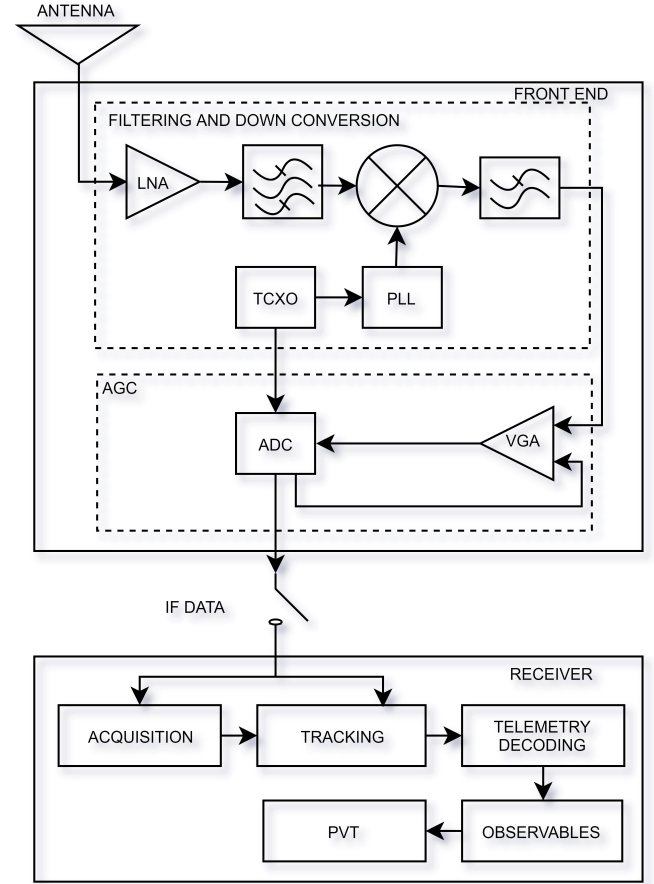 ANTENNA
FRONT END
FILTERING AND DOWN CONVERSION
LNA
TCXO
PLL
AGC
ADC
VGA
IF DATA
RECEIVER
ACQUISITION
TRACKING
TELEMETRY
DECODING
PVT
OBSERVABLES